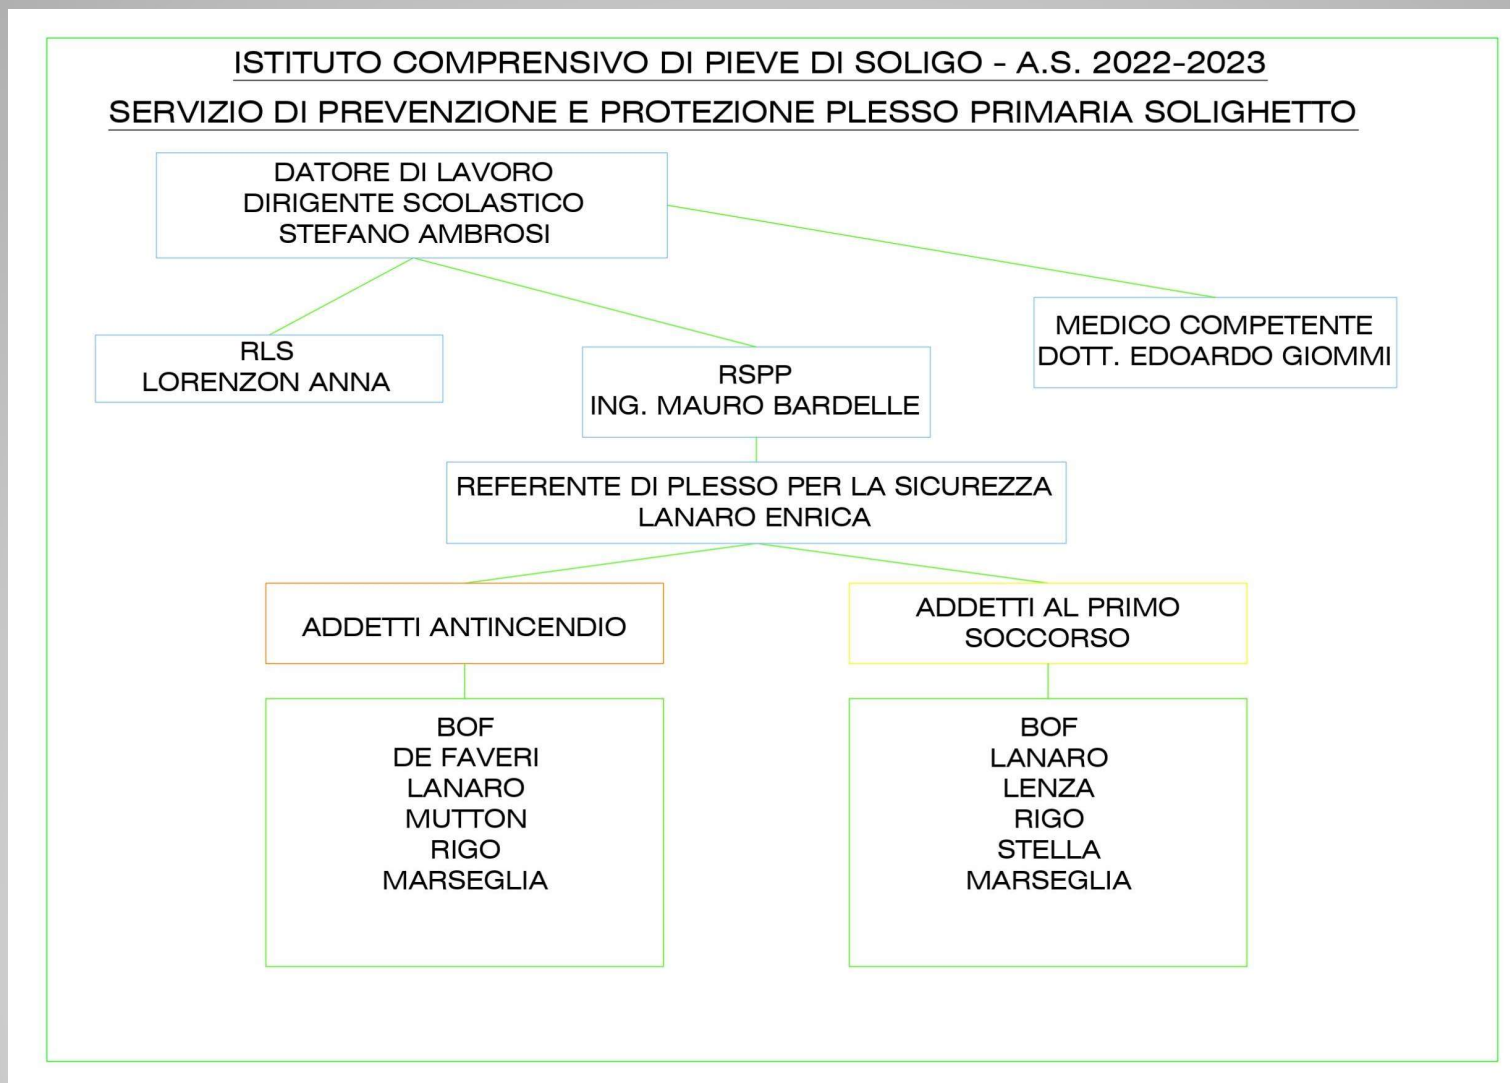 ISTITUTO COMPRENSIVO DI PIEVE DI SOLIGO - A.S. 2022-2023
SERVIZIO DI PREVENZIONE E PROTEZIONE PLESSO PRIMARIA SOLIGHETTO
DATORE DI LAVORO
DIRIGENTE SCOLASTICO
STEFANO AMBROSI
RLS
LORENZON ANNA
RSPP
ING. MAURO BARDELLE
MEDICO COMPETENTE
DOTT. EDOARDO GIOMMI
REFERENTE DI PLESSO PER LA SICUREZZA
LANARO ENRICA
ADDETTI ANTINCENDIO
BOF
DE FAVERI
LANARO
MUTTON
RIGO
MARSEGLIA
ADDETTI AL PRIMO
SOCCORSO
BOF
LANARO
LENZA
RIGO
STELLA
MARSEGLIA